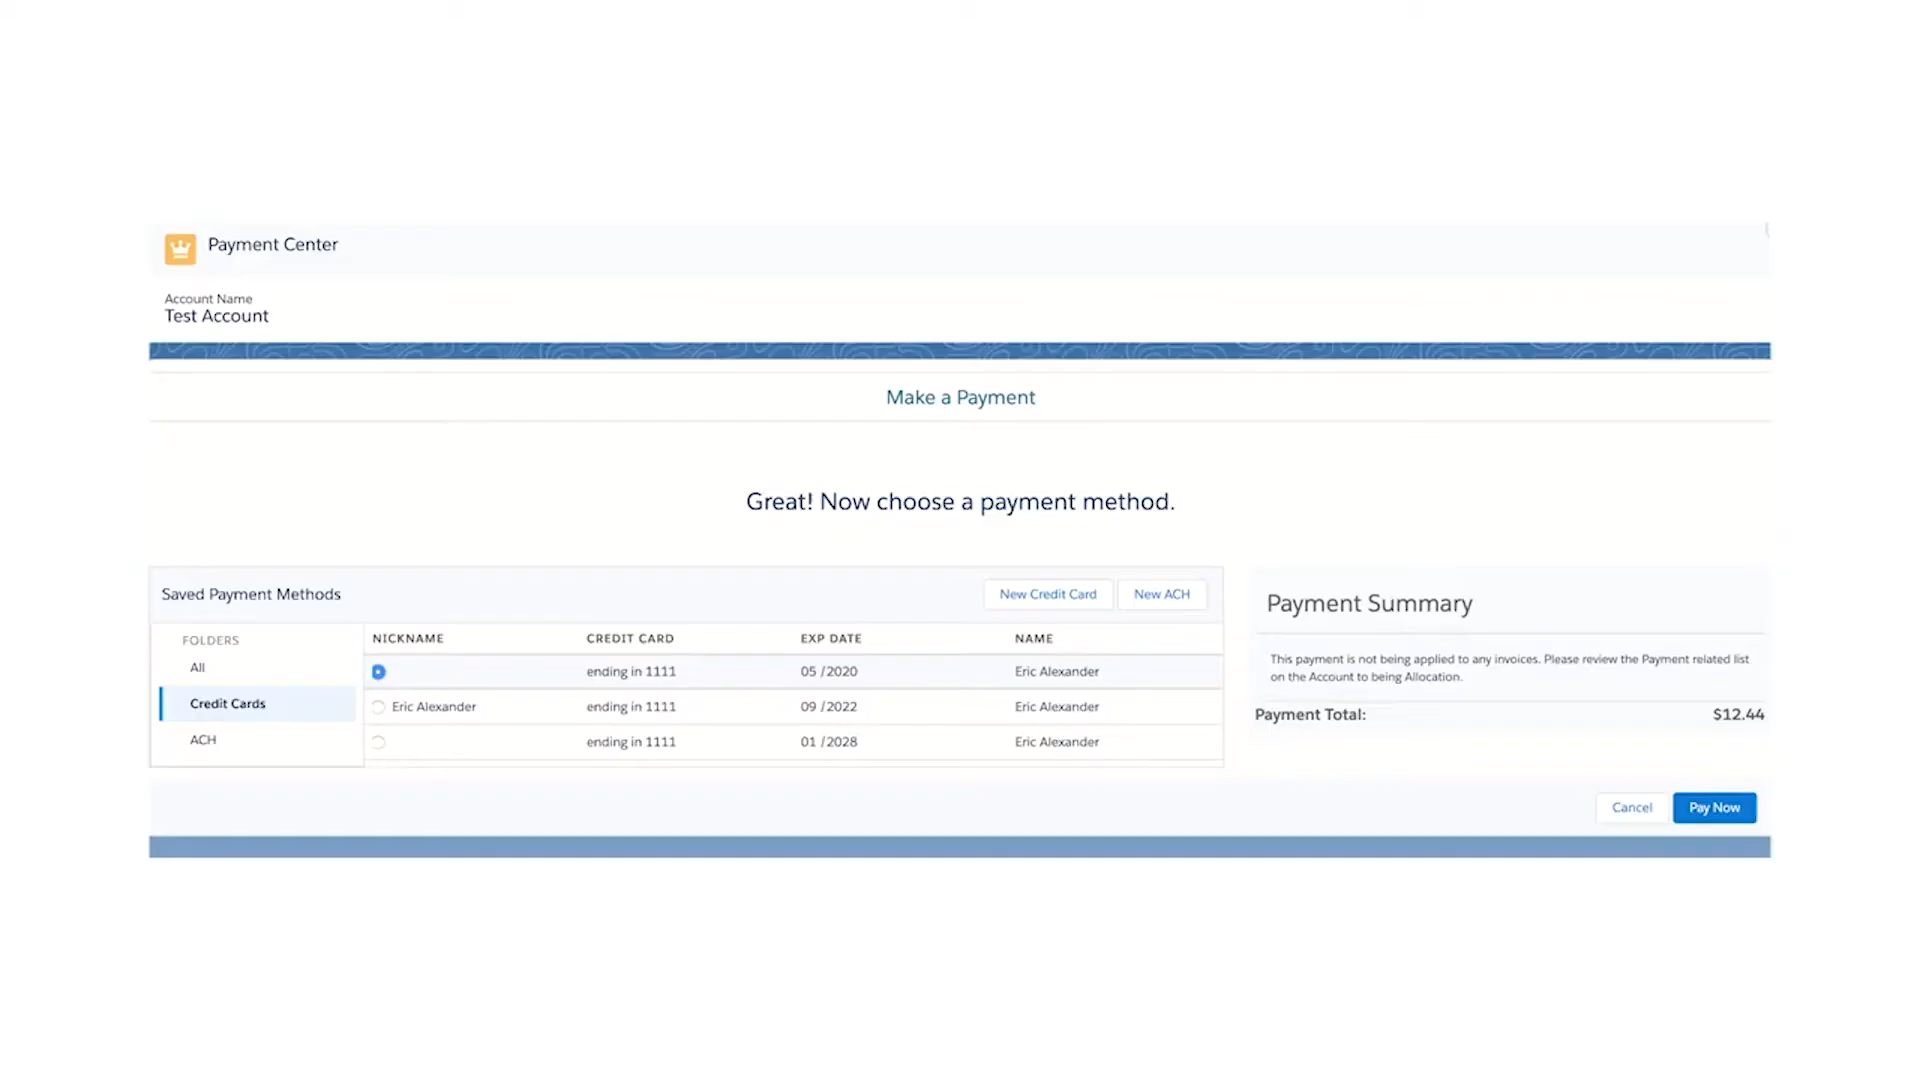 Payment Center
Account Name
Test Account
Make a Payment
Great! Now choose a payment method.
Saved Payment Methods
New Credit Card
New ACH
FOLDERS
All
Credit Cards
ACH
NICKNAME CREDIT CARD EXP DATE NAME
ending in 1111 05 /2020 Eric Alexander
Eric Alexander ending in 1111 09 /2022 Eric Alexander
ending in 1111 01 /2028 Eric Alexander
Payment Summary
This payment is not being applied to any invoices. Please review the Payment related list
on the Account to being Allocation.
Payment Total: $12.44
Cancel
Pay Now